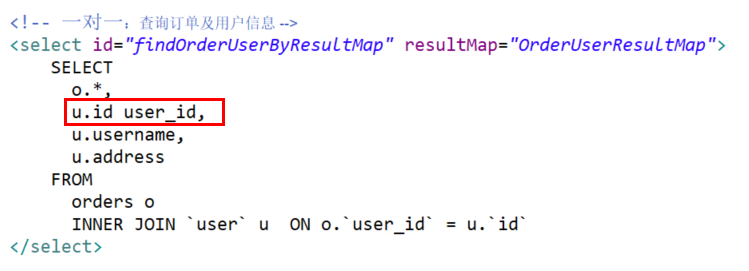 <!-- 一对一：查询订单及用户信息 -->
<select id="findOrderUserByResultMap" resultMap="OrderUserResultMap">
SELECT
o.*,
u.id user_id,
u.username,
u.address
FROM
orders o
INNER JOIN `user` u  ON o.`user_id` = u.`id`
</select>